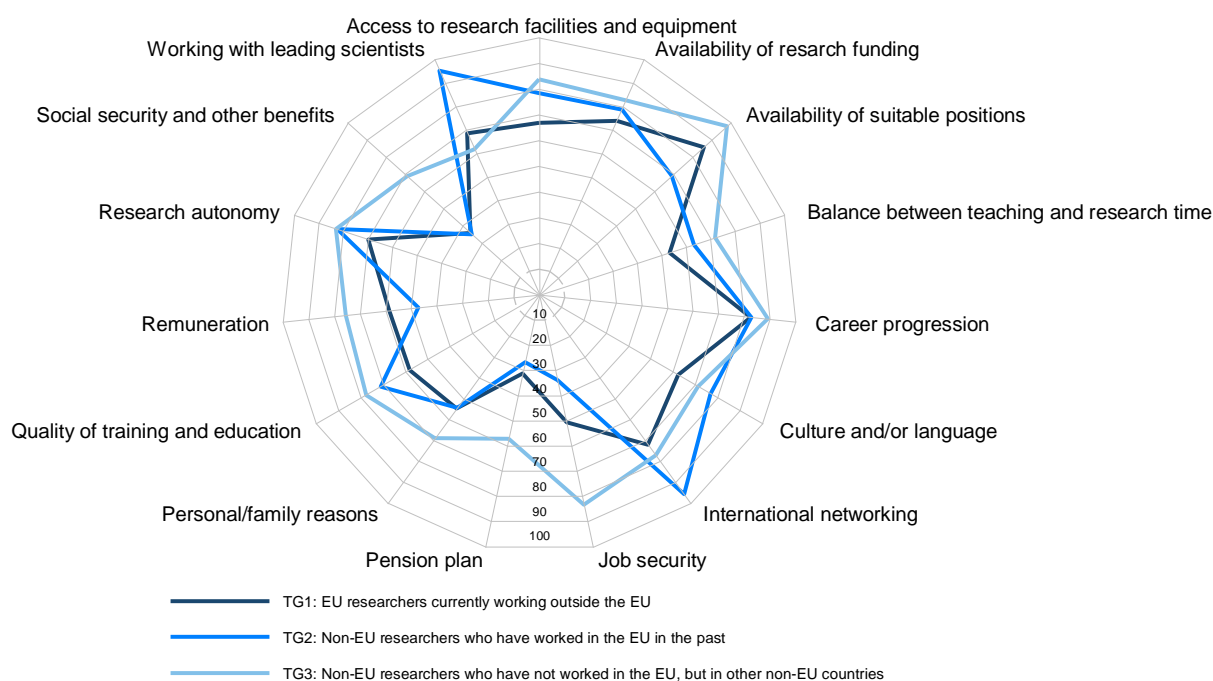 Access to research facilities and equipment
Working with leading scientists
Availability of resarch funding
Social security and other benefits
Availability of suitable positions
Research autonomy
Balance between teaching and research time
Remuneration
Career progression
Quality of training and education
Culture and/or language
Personal/family reasons
International networking
Pension plan
Job security
10
20
30
40
50
60
70
80
90
100
TG1: EU researchers currently working outside the EU
TG2: Non-EU researchers who have worked in the EU in the past
TG3: Non-EU researchers who have not worked in the EU, but in other non-EU countries